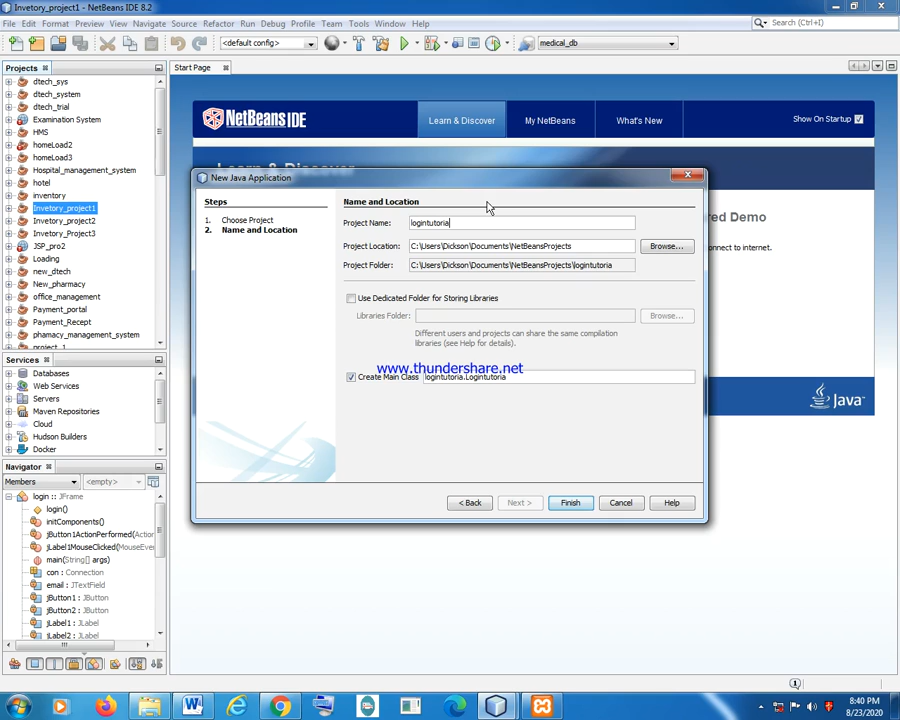 Invetory_project1 - NetBeans IDE 8.2
File Edit Format View Navigate Source Refactor Run Debug Profile Team Tools Window Help
Search (Ctrl+I)
<default config>
medical_db
Projects
Start Page
dtech_sys
dtech_system
dtech_trial
Examination System
HMS
homeLoad2
homeLoad3
Hospital_management_system
hotel
inventory
Invetory_project1
Invetory_project2
Invetory_Project3
JSP_pro2
Loading
new_dtech
New_pharmacy
office_management
Payment_portal
Payment_Recept
phamacy_management_system
project_1
Services
Databases
Web Services
Servers
Maven Repositories
Cloud
Hudson Builders
Docker
Navigator
Members
<empty>
login :: JFrame
login()
initComponents()
jButton1ActionPerformed(Action
jLabel1MouseClicked(MouseEve
main(String[] args)
con : Connection
email : JTextField
jButton1 : JButton
jButton2 : JButton
jLabel1 : JLabel
jLabel2 : JLabel
NetBeans IDE
Learn & Discover
My NetBeans
What's New
Show On Startup
Learn & Discover
red Demo
nnect to internet.
Java
New Java Application
Steps
1. Choose Project
2. Name and Location
Name and Location
Project Name: logintutoria
Project Location: C:\Users\Dickson\Documents\NetBeansProjects
Browse...
Project Folder: C:\Users\Dickson\Documents\NetBeansProjects\logintutoria
Use Dedicated Folder for Storing Libraries
Libraries Folder:
Browse...
Different users and projects can share the same compilation
libraries (see Help for details).
www.thundershare.net
Create Main Class logintutoria.Logintutoria
< Back
Next >
Finish
Cancel
Help
8:40 PM
8/23/2020